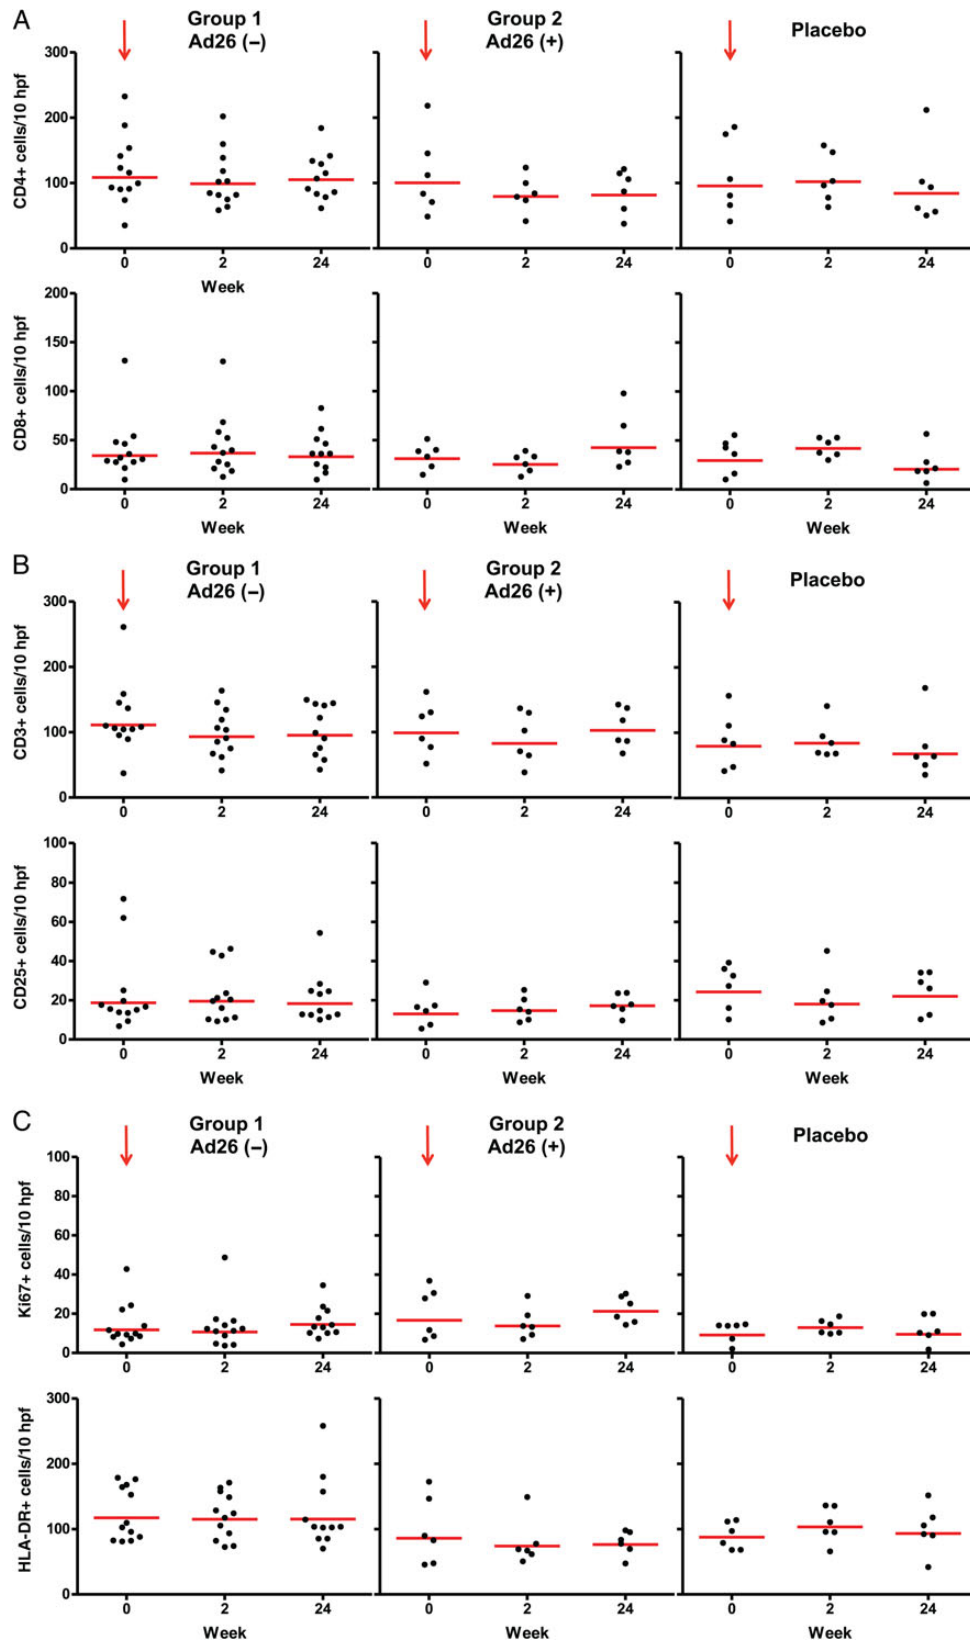 A
Group 1
Ad26 (–)
Group 2
Ad26 (+)
Placebo
CD4+ cells/10 hpf
300
200
100
0
0 2 24
0 2 24
0 2 24
Week
CD8+ cells/10 hpf
200
150
100
50
0
0 2 24
0 2 24
0 2 24
Week
Week
Week
B
Group 1
Ad26 (–)
Group 2
Ad26 (+)
Placebo
CD3+ cells/10 hpf
300
200
100
0
0 2 24
0 2 24
0 2 24
CD25+ cells/10 hpf
100
80
60
40
20
0
0 2 24
0 2 24
0 2 24
Week
Week
Week
C
Group 1
Ad26 (–)
Group 2
Ad26 (+)
Placebo
Ki67+ cells/10 hpf
100
80
60
40
20
0
0 2 24
0 2 24
0 2 24
HLA-DR+ cells/10 hpf
300
200
100
0
0 2 24
0 2 24
0 2 24
Week
Week
Week